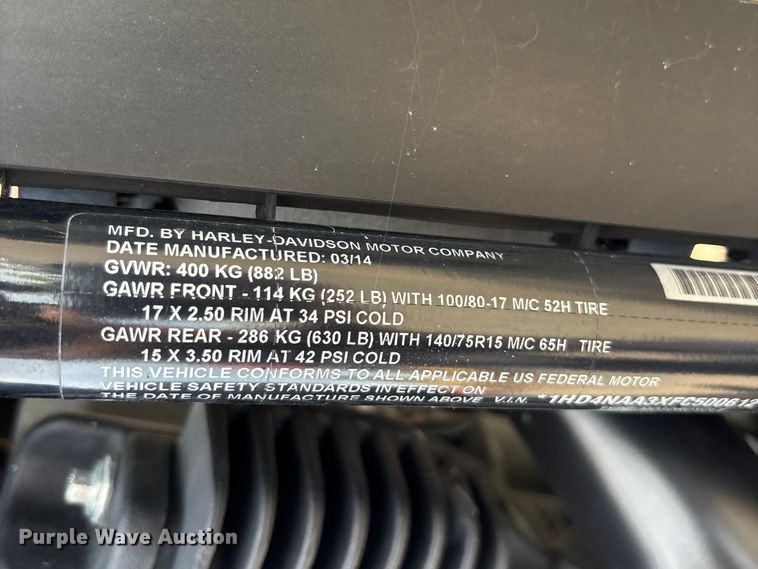 MFD. BY HARLEY-DAVIDSON MOTOR COMPANY
DATE MANUFACTURED: 03/14
GVWR: 400 KG (882 LB)
GAWR FRONT - 114 KG (252 LB) WITH 100/80-17 M/C 52H TIRE
17 X 2.50 RIM AT 34 PSI COLD
GAWR REAR - 286 KG (630 LB) WITH 140/75R15 M/C 65H TIRE
15 X 3.50 RIM AT 42 PSI COLD
THIS VEHICLE CONFORMS TO ALL APPLICABLE US FEDERAL MOTOR
VEHICLE SAFETY STANDARDS IN EFFECT ON
THE DATE OF MANUFACTURE SHOWN ABOVE V.I.N. *1HD4NAA3XFC500612
Purple Wave Auction